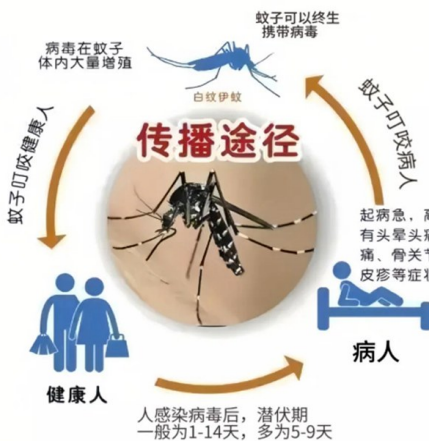 蚊子可以终生
携带病毒
病毒在蚊子
体内大量增殖
白纹伊蚊
传播途径
蚊子叮咬健康人
蚊子叮咬病人
起病急，
有头晕头
痛、骨关
皮疹等症
病人
健康人
人感染病毒后，潜伏期
一般为1-14天，多为5-9天